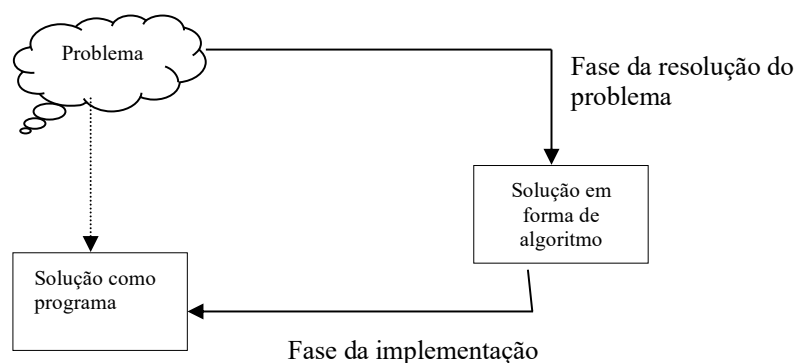 Problema
Fase da resolução do
problema
Solução em
forma de
algoritmo
Solução como
programa
Fase da implementação